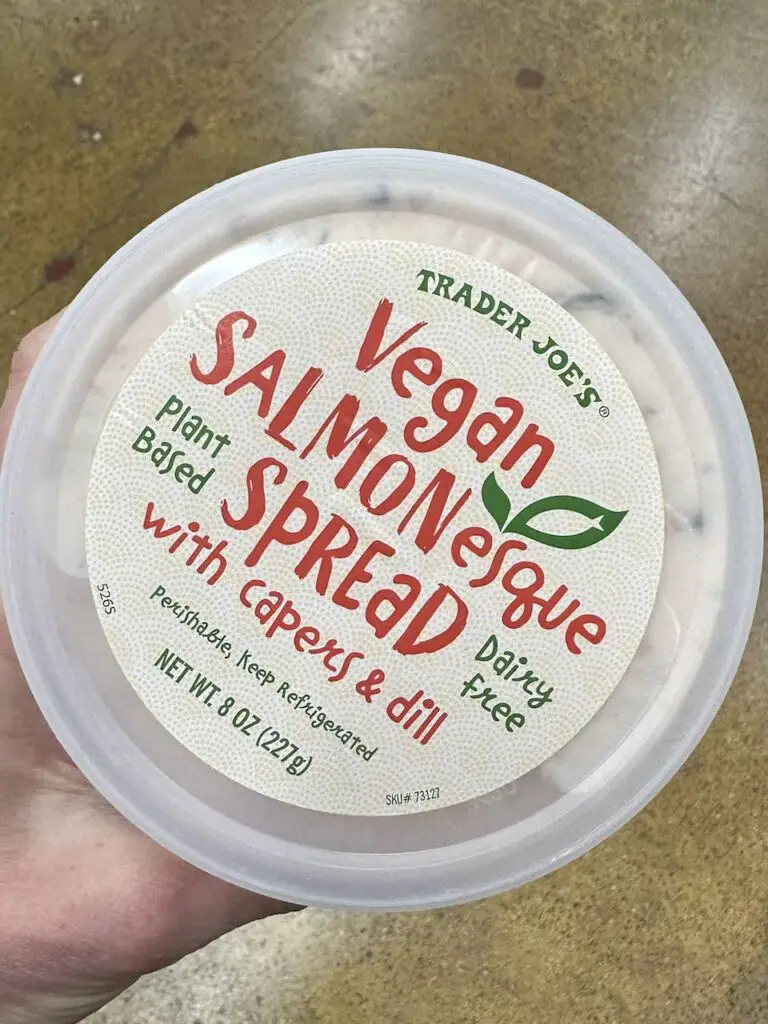 TRADER JOE'S®
Vegan
SALMONesque
SPREAD
with capers & dill
Plant
Based
Dairy
Free
Perishable, Keep Refrigerated
NET WT. 8 OZ (227g)
SKU# 73127
5265